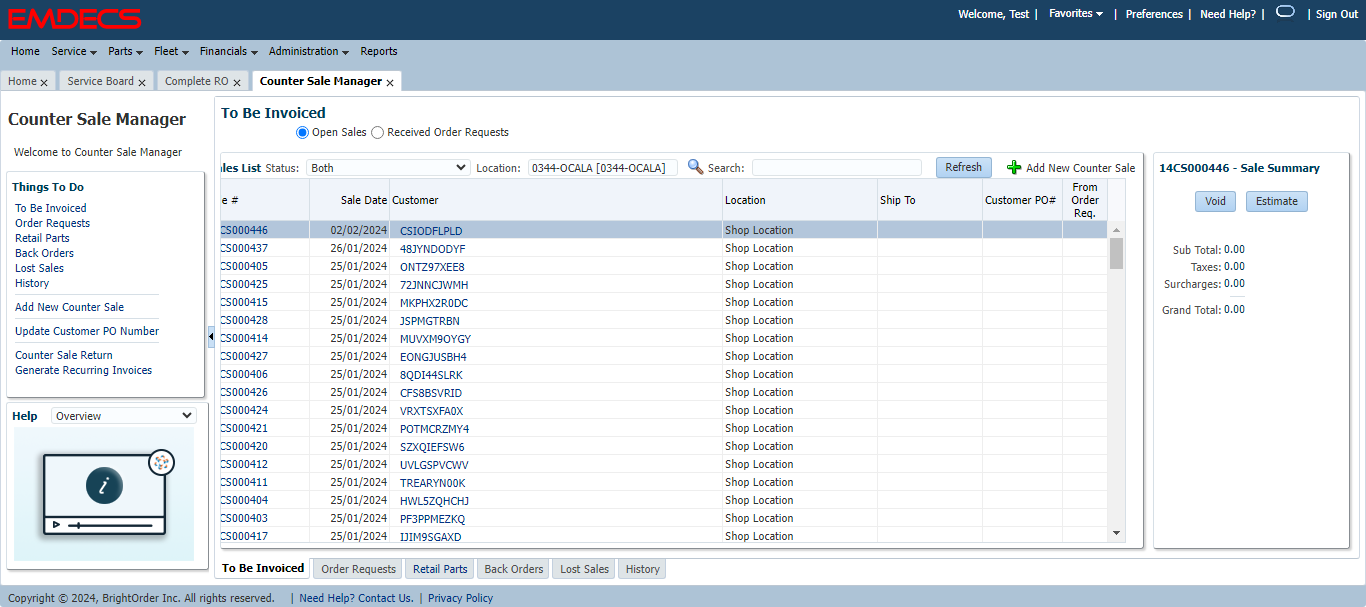 EMDECS
Welcome, Test | Favorites | Preferences | Need Help? | | Sign Out
Home Service Parts Fleet Financials Administration Reports
Home x Service Board x Complete RO x Counter Sale Manager x
Counter Sale Manager
Welcome to Counter Sale Manager
Things To Do
To Be Invoiced
Order Requests
Retail Parts
Back Orders
Lost Sales
History
Add New Counter Sale
Update Customer PO Number
Counter Sale Return
Generate Recurring Invoices
Help Overview
i
To Be Invoiced
Open Sales Received Order Requests
les List Status: Both Location: 0344-OCALA [0344-OCALA] Search: Refresh Add New Counter Sale
e # Sale Date Customer Location Ship To Customer PO# From Order Req.
CS000446 02/02/2024 CSIODFLPLD Shop Location
CS000437 26/01/2024 48JYNDODYF Shop Location
CS000405 25/01/2024 ONTZ97XEE8 Shop Location
CS000425 25/01/2024 72JNNCJWMH Shop Location
CS000415 25/01/2024 MKPHX2R0DC Shop Location
CS000428 25/01/2024 JSPMGTRBN Shop Location
CS000414 25/01/2024 MUVXM9OYGY Shop Location
CS000427 25/01/2024 EONGJUSBH4 Shop Location
CS000406 25/01/2024 8QDI44SLRK Shop Location
CS000426 25/01/2024 CFS8BSVRID Shop Location
CS000424 25/01/2024 VRXTSXFA0X Shop Location
CS000421 25/01/2024 POTMCRZMY4 Shop Location
CS000420 25/01/2024 SZXQIEFSW6 Shop Location
CS000412 25/01/2024 UVLGSPVCWV Shop Location
CS000411 25/01/2024 TREARYN00K Shop Location
CS000404 25/01/2024 HWL5ZQHCHJ Shop Location
CS000403 25/01/2024 PF3PPMEZKQ Shop Location
CS000417 25/01/2024 IJIM9SGAXD Shop Location
14CS000446 - Sale Summary
Void Estimate
Sub Total: 0.00
Taxes: 0.00
Surcharges: 0.00
Grand Total: 0.00
To Be Invoiced Order Requests Retail Parts Back Orders Lost Sales History
Copyright © 2024, BrightOrder Inc. All rights reserved. | Need Help? Contact Us. | Privacy Policy